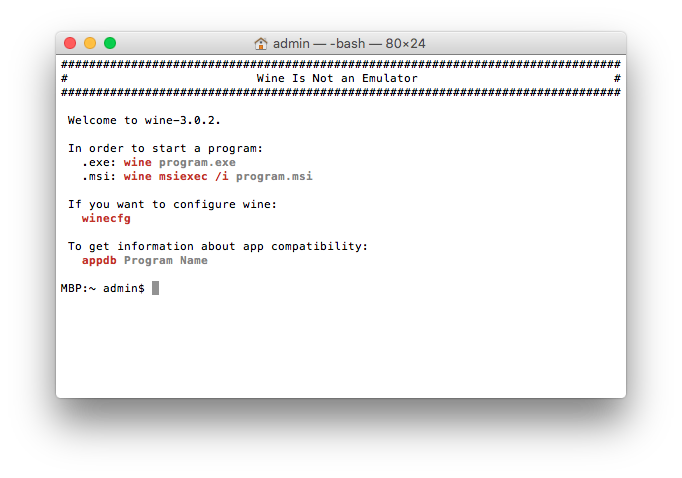 admin — -bash — 80×24
################################################################################
#                           Wine Is Not an Emulator                            #
################################################################################
Welcome to wine-3.0.2.
In order to start a program:
.exe: wine program.exe
.msi: wine msiexec /i program.msi
If you want to configure wine:
winecfg
To get information about app compatibility:
appdb Program Name
MBP:~ admin$